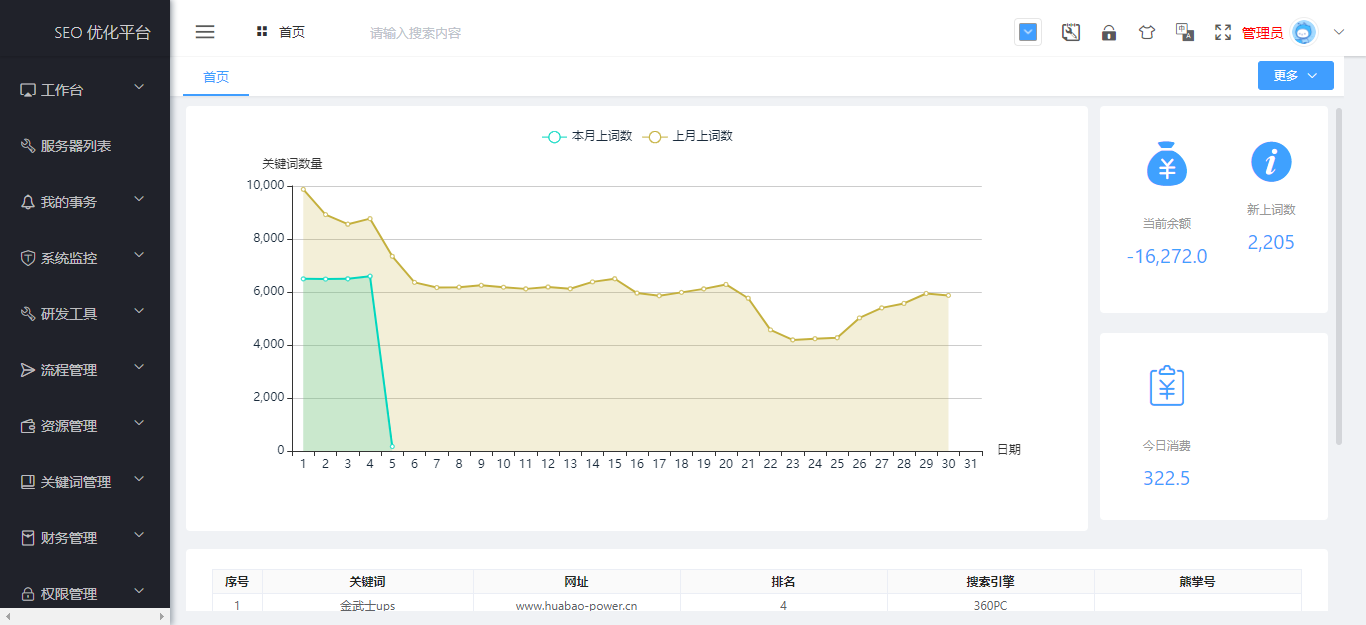 SEO 优化平台
首页
请输入搜索内容
管理员
工作台
服务器列表
我的事务
系统监控
研发工具
流程管理
资源管理
关键词管理
财务管理
权限管理
首页
更多
本月上词数
上月上词数
关键词数量
10,000
8,000
6,000
4,000
2,000
0
1 2 3 4 5 6 7 8 9 10 11 12 13 14 15 16 17 18 19 20 21 22 23 24 25 26 27 28 29 30 31
日期
当前余额
-16,272.0
新上词数
2,205
今日消费
322.5
序号 关键词 网址 排名 搜索引擎 熊掌号
1 金武士ups www.huabao-power.cn 4 360PC